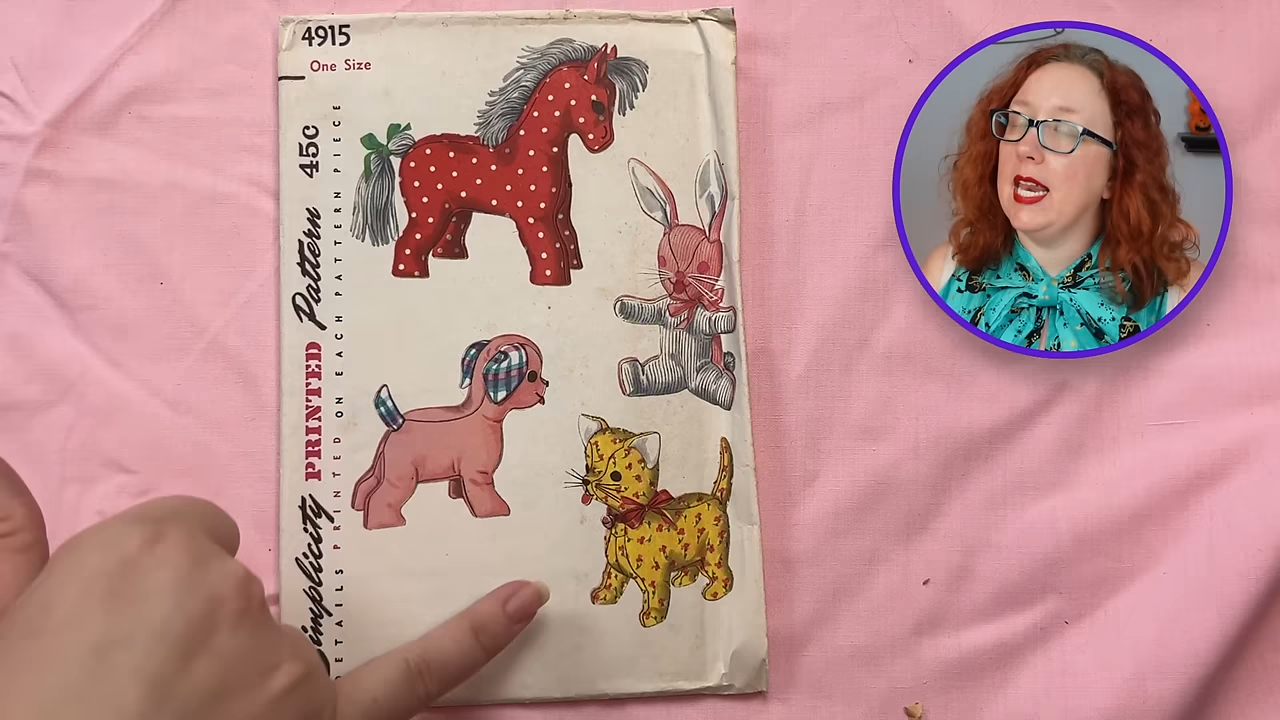 4915
One Size
45c
Simplicity PRINTED Pattern
DETAILS PRINTED ON EACH PATTERN PIECE